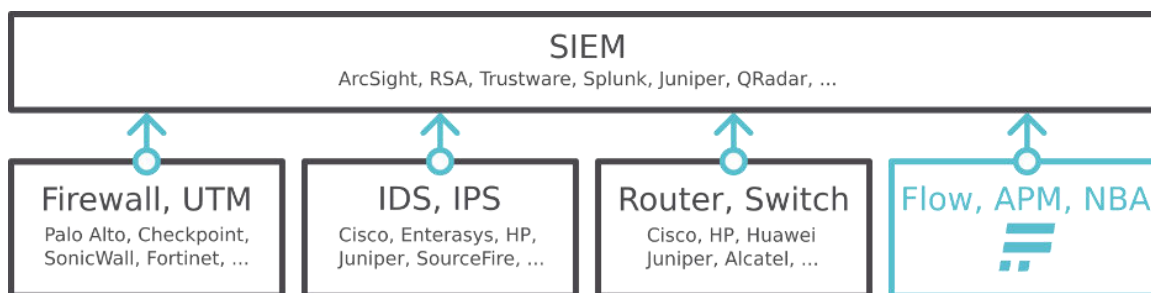 SIEM
ArcSight, RSA, Trustware, Splunk, Juniper, QRadar, ...
Firewall, UTM
Palo Alto, Checkpoint,
SonicWall, Fortinet, ...
IDS, IPS
Cisco, Enterasys, HP,
Juniper, SourceFire, ...
Router, Switch
Cisco, HP, Huawei
Juniper, Alcatel, ...
Flow, APM, NBA